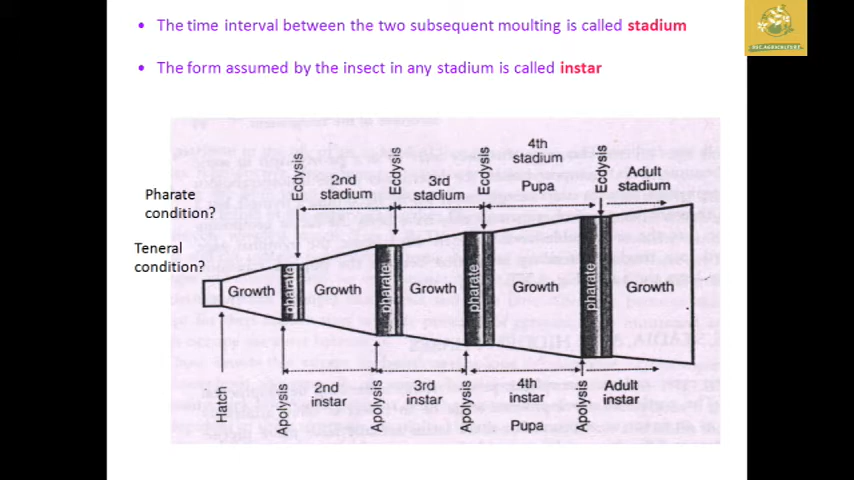 • The time interval between the two subsequent moulting is called stadium
• The form assumed by the insect in any stadium is called instar
Pharate
condition?
Teneral
condition?
Ecdysis
2nd
stadium
Ecdysis
3rd
stadium
Ecdysis
4th
stadium
Pupa
Ecdysis
Adult
stadium
Growth
pharate
Growth
pharate
Growth
pharate
Growth
pharate
Growth
Hatch
Apolysis
2nd
instar
Apolysis
3rd
instar
Apolysis
4th
instar
Pupa
Apolysis
Adult
instar